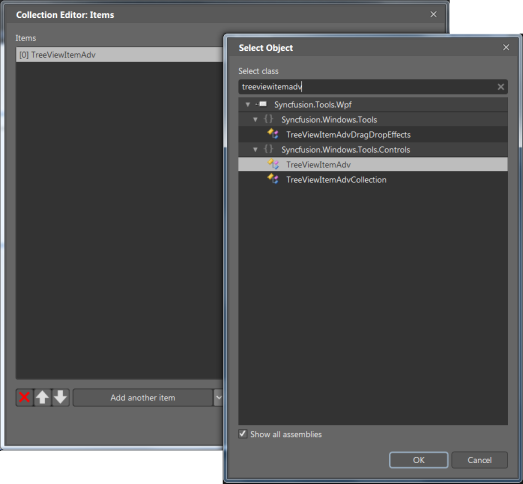 Collection Editor: Items
Items
[0] TreeViewItemAdv
Add another item
Select Object
Select class
treeviewitemadv
Syncfusion.Tools.Wpf
{} Syncfusion.Windows.Tools
TreeViewItemAdvDragDropEffects
{} Syncfusion.Windows.Tools.Controls
TreeViewItemAdv
TreeViewItemAdvCollection
Show all assemblies
OK
Cancel